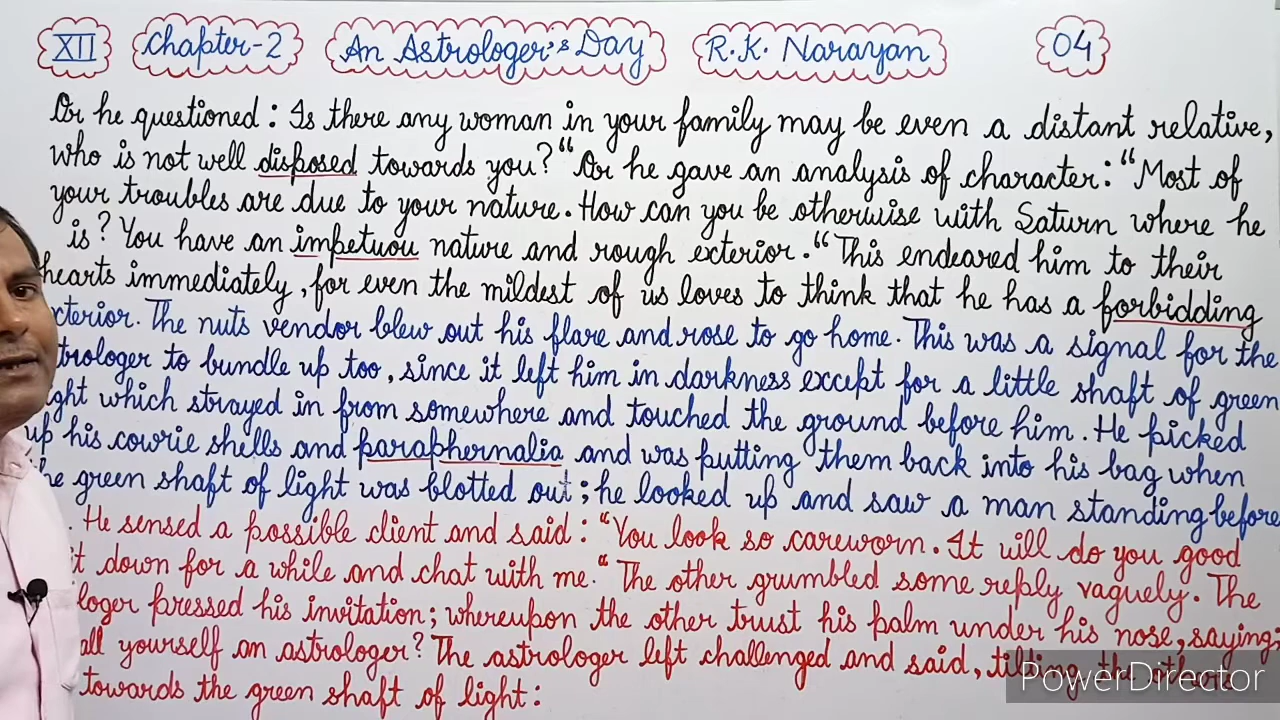 XII Chapter-2 An Astrologer's Day R.K. Narayan 04
Or he questioned: Is there any woman in your family may be even a distant relative,
who is not well disposed towards you?" Or he gave an analysis of character: "Most of
your troubles are due to your nature. How can you be otherwise with Saturn where he
is? You have an impetuou nature and rough exterior." This endeared him to their
hearts immediately, for even the mildest of us loves to think that he has a forbidding
xterior. The nuts vendor blew out his flare and rose to go home. This was a signal for the
trologer to bundle up too, since it left him in darkness except for a little shaft of green
ight which strayed in from somewhere and touched the ground before him. He picked
up his cowrie shells and paraphernalia and was putting them back into his bag when
he green shaft of light was blotted out; he looked up and saw a man standing before
. He sensed a possible client and said: "You look so careworn. It will do you good
it down for a while and chat with me." The other grumbled some reply vaguely. The
loger pressed his invitation; whereupon the other trust his palm under his nose, saying,
all yourself an astrologer? The astrologer left challenged and said, tilting the others
towards the green shaft of light:
PowerDirector